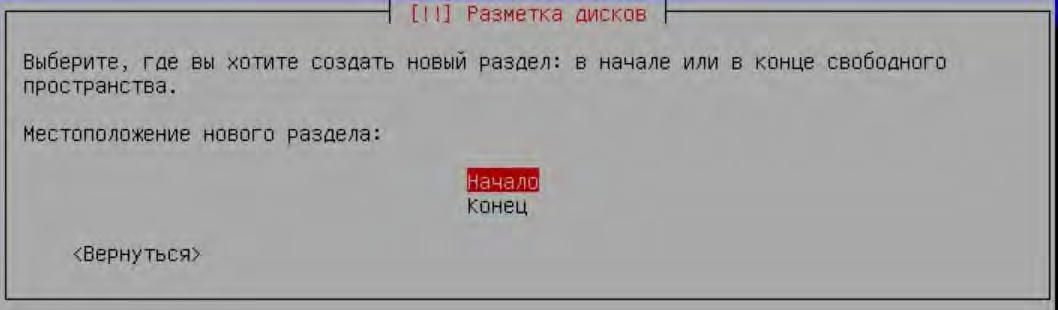 [!!] Разметка дисков
Выберите, где вы хотите создать новый раздел: в начале или в конце свободного
пространства.
Местоположение нового раздела:
Начало
Конец
<Вернуться>